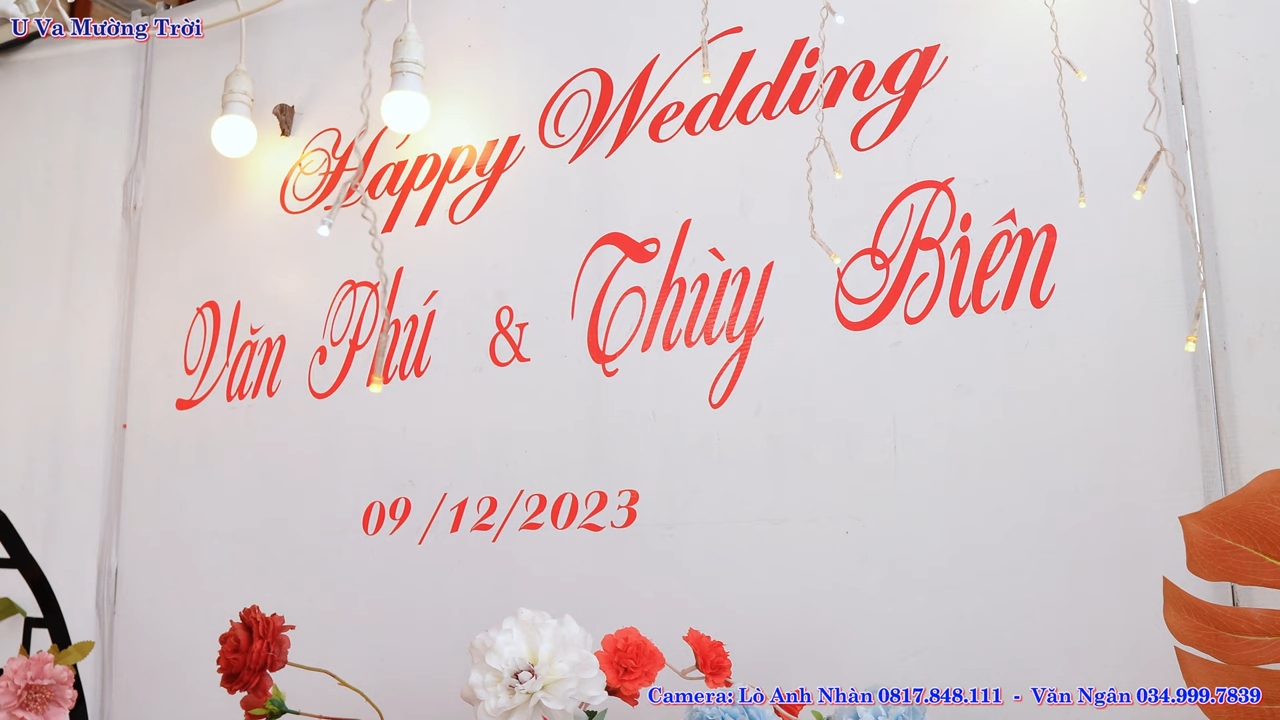 U Va Mường Trời
Happy Wedding
Văn Phú & Thùy Biên
09 /12/2023
Camera: Lò Anh Nhàn 0817.848.111 - Văn Ngân 034.999.7839